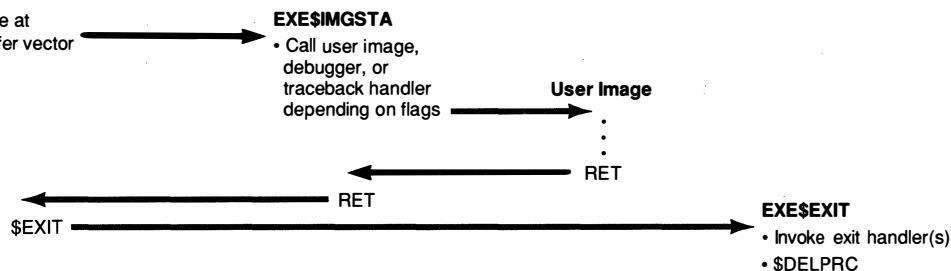 e at
fer vector
EXE$IMGSTA
• Call user image,
debugger, or
traceback handler
depending on flags
User Image
RET
RET
$EXIT
EXE$EXIT
• Invoke exit handler(s)
• $DELPRC